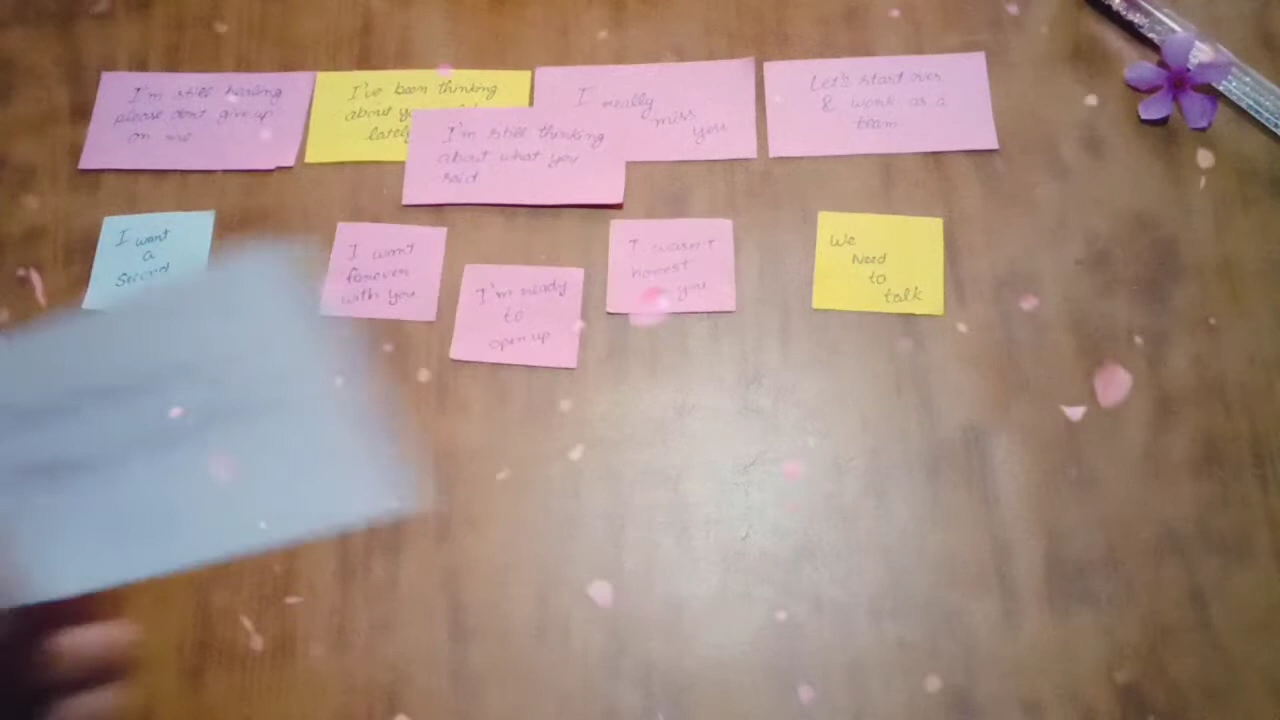 I'm still healing
please don't give up
on me
I've been thinking
about
lately
I'm still thinking
about what you
said
I really
miss
you
Let's start over
& work as a
team
I want
a
Second
I want
forever
with you
I'm ready
to
open up
I wasn't
honest
you
We
Need
to
talk